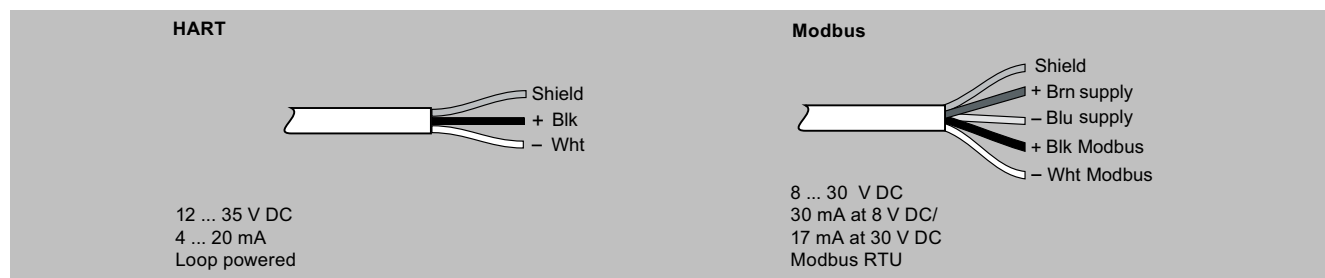 HART
Shield
+ Blk
– Wht
12 ... 35 V DC
4 ... 20 mA
Loop powered
Modbus
Shield
+ Brn supply
– Blu supply
+ Blk Modbus
– Wht Modbus
8 ... 30 V DC
30 mA at 8 V DC/
17 mA at 30 V DC
Modbus RTU